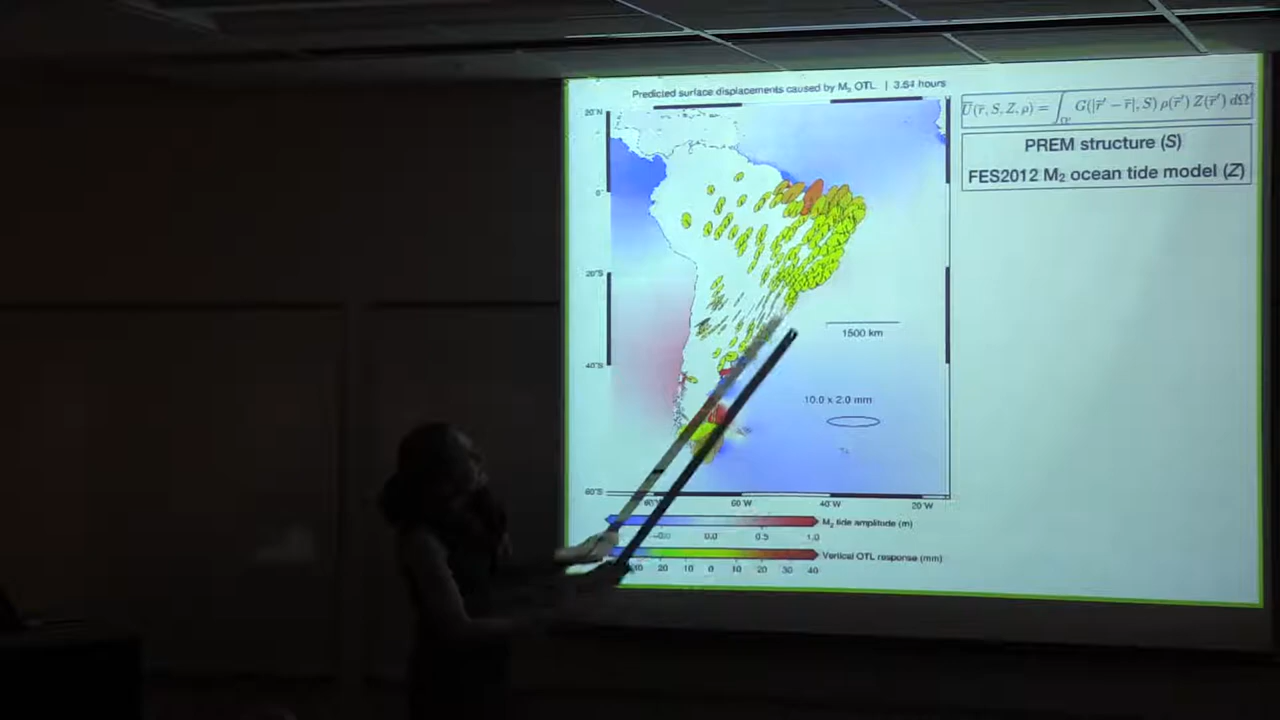 Predicted surface displacements caused by M₂ OTL | 3.64 hours
20°N
0°
20°S
40°S
60°S
60°W
40°W
20°W
1500 km
10.0 x 2.0 mm
M₂ tide amplitude (m)
0.0
0.5
1.0
Vertical OTL response (mm)
20 10 0 10 20 30 40
U(r, S, Z, ρ) = ∫Ω' G(|r' − r|, S) ρ(r') Z(r') dΩ'
PREM structure (S)
FES2012 M₂ ocean tide model (Z)